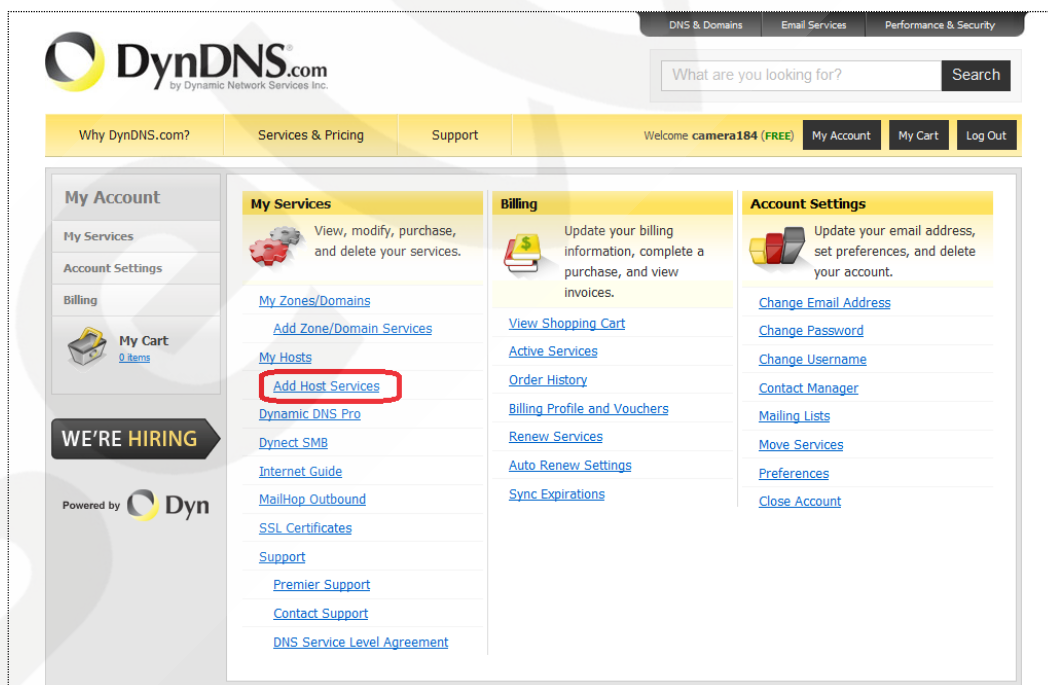 DNS & Domains Email Services Performance & Security
DynDNS.com
by Dynamic Network Services Inc.
What are you looking for? Search
Why DynDNS.com? Services & Pricing Support Welcome camera184 (FREE) My Account My Cart Log Out
My Account
My Services
Account Settings
Billing
My Cart
0 items
WE'RE HIRING
Powered by Dyn
My Services
View, modify, purchase,
and delete your services.
My Zones/Domains
Add Zone/Domain Services
My Hosts
Add Host Services
Dynamic DNS Pro
Dynect SMB
Internet Guide
MailHop Outbound
SSL Certificates
Support
Premier Support
Contact Support
DNS Service Level Agreement
Billing
Update your billing
information, complete a
purchase, and view
invoices.
View Shopping Cart
Active Services
Order History
Billing Profile and Vouchers
Renew Services
Auto Renew Settings
Sync Expirations
Account Settings
Update your email address,
set preferences, and delete
your account.
Change Email Address
Change Password
Change Username
Contact Manager
Mailing Lists
Move Services
Preferences
Close Account